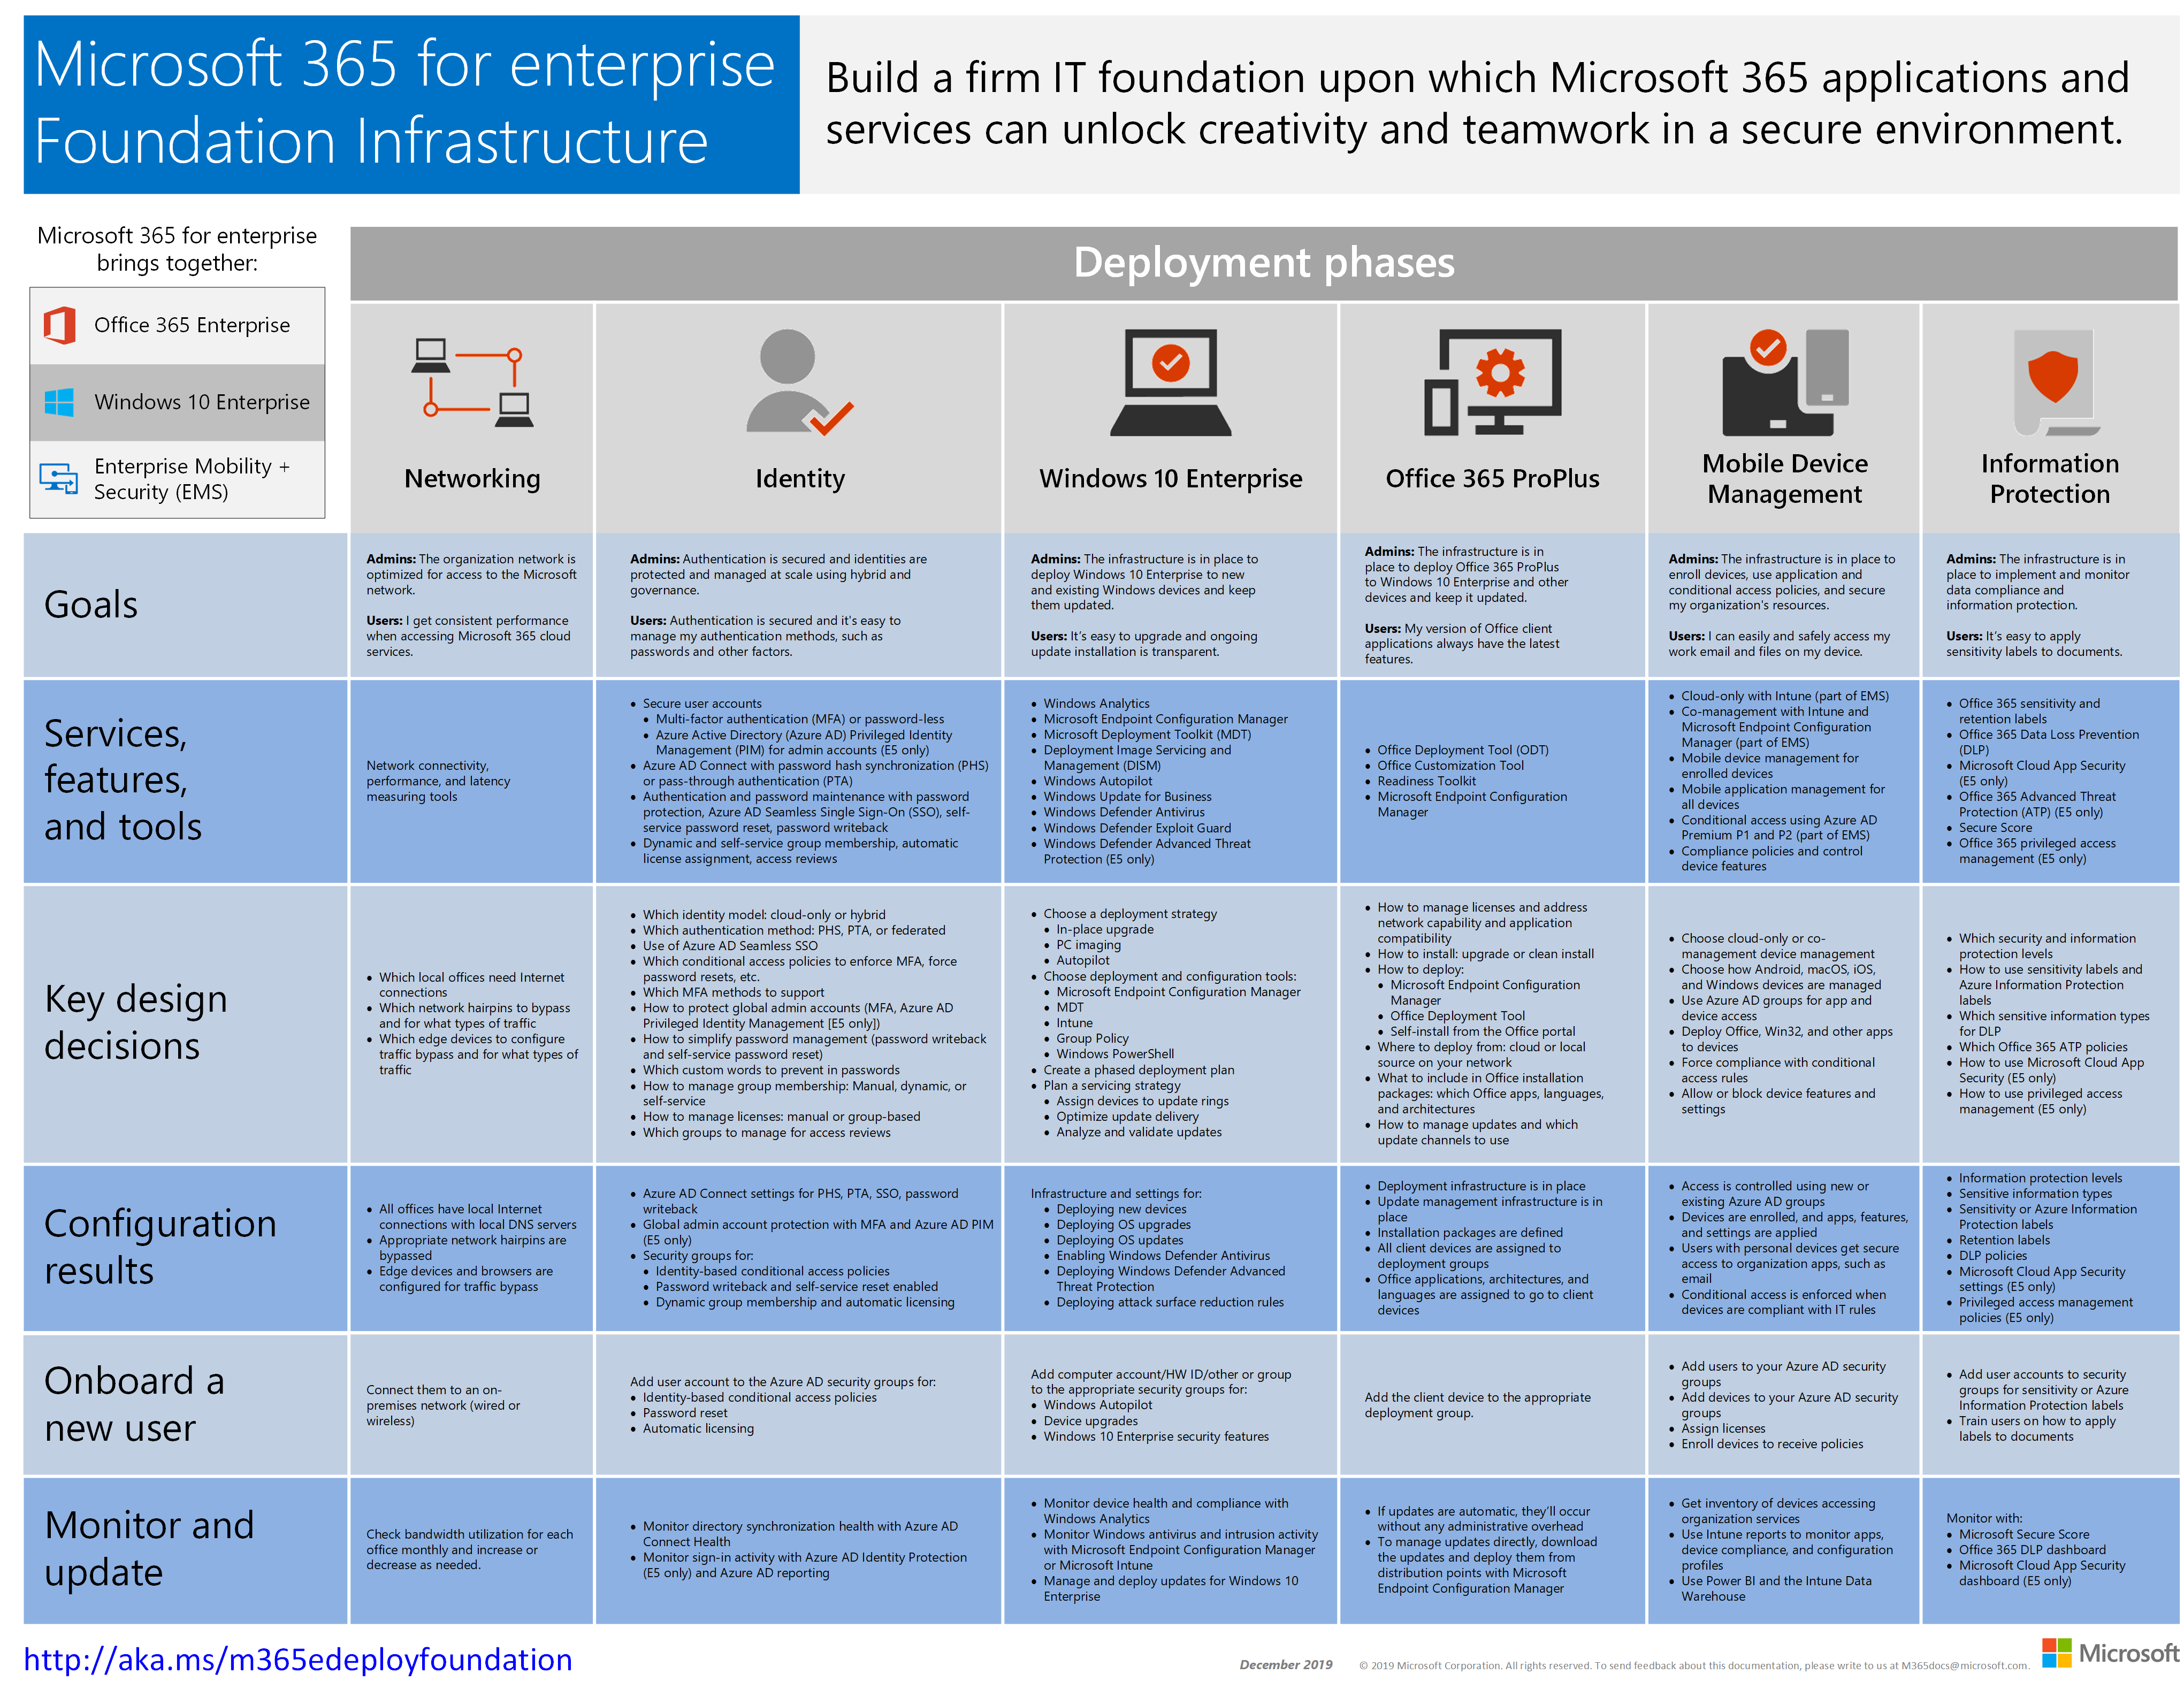 Microsoft 365 for enterprise
Foundation Infrastructure
Build a firm IT foundation upon which Microsoft 365 applications and
services can unlock creativity and teamwork in a secure environment.
Microsoft 365 for enterprise
brings together:
Office 365 Enterprise
Windows 10 Enterprise
Enterprise Mobility +
Security (EMS)
Deployment phases
Networking
Identity
Windows 10 Enterprise
Office 365 ProPlus
Mobile Device
Management
Information
Protection
Goals
Admins: The organization network is
optimized for access to the Microsoft
network.
Users: I get consistent performance
when accessing Microsoft 365 cloud
services.
Admins: Authentication is secured and identities are
protected and managed at scale using hybrid and
governance.
Users: Authentication is secured and it's easy to
manage my authentication methods, such as
passwords and other factors.
Admins: The infrastructure is in place to
deploy Windows 10 Enterprise to new
and existing Windows devices and keep
them updated.
Users: It's easy to upgrade and ongoing
update installation is transparent.
Admins: The infrastructure is in
place to deploy Office 365 ProPlus
to Windows 10 Enterprise and other
devices and keep it updated.
Users: My version of Office client
applications always have the latest
features.
Admins: The infrastructure is in place to
enroll devices, use application and
conditional access policies, and secure
my organization's resources.
Users: I can easily and safely access my
work email and files on my device.
Admins: The infrastructure is in
place to implement and monitor
data compliance and
information protection.
Users: It's easy to apply
sensitivity labels to documents.
Services,
features,
and tools
Network connectivity,
performance, and latency
measuring tools
• Secure user accounts
• Multi-factor authentication (MFA) or password-less
• Azure Active Directory (Azure AD) Privileged Identity
Management (PIM) for admin accounts (E5 only)
• Azure AD Connect with password hash synchronization (PHS)
or pass-through authentication (PTA)
• Authentication and password maintenance with password
protection, Azure AD Seamless Single Sign-On (SSO), self-
service password reset, password writeback
• Dynamic and self-service group membership, automatic
license assignment, access reviews
• Windows Analytics
• Microsoft Endpoint Configuration Manager
• Microsoft Deployment Toolkit (MDT)
• Deployment Image Servicing and
Management (DISM)
• Windows Autopilot
• Windows Update for Business
• Windows Defender Antivirus
• Windows Defender Exploit Guard
• Windows Defender Advanced Threat
Protection (E5 only)
• Office Deployment Tool (ODT)
• Office Customization Tool
• Readiness Toolkit
• Microsoft Endpoint Configuration
Manager
• Cloud-only with Intune (part of EMS)
• Co-management with Intune and
Microsoft Endpoint Configuration
Manager (part of EMS)
• Mobile device management for
enrolled devices
• Mobile application management for
all devices
• Conditional access using Azure AD
Premium P1 and P2 (part of EMS)
• Compliance policies and control
device features
• Office 365 sensitivity and
retention labels
• Office 365 Data Loss Prevention
(DLP)
• Microsoft Cloud App Security
(E5 only)
• Office 365 Advanced Threat
Protection (ATP) (E5 only)
• Secure Score
• Office 365 privileged access
management (E5 only)
Key design
decisions
• Which local offices need Internet
connections
• Which network hairpins to bypass
and for what types of traffic
• Which edge devices to configure
traffic bypass and for what types of
traffic
• Which identity model: cloud-only or hybrid
• Which authentication method: PHS, PTA, or federated
• Use of Azure AD Seamless SSO
• Which conditional access policies to enforce MFA, force
password resets, etc.
• Which MFA methods to support
• How to protect global admin accounts (MFA, Azure AD
Privileged Identity Management [E5 only])
• How to simplify password management (password writeback
and self-service password reset)
• Which custom words to prevent in passwords
• How to manage group membership: Manual, dynamic, or
self-service
• How to manage licenses: manual or group-based
• Which groups to manage for access reviews
• Choose a deployment strategy
• In-place upgrade
• PC imaging
• Autopilot
• Choose deployment and configuration tools:
• Microsoft Endpoint Configuration Manager
• MDT
• Intune
• Group Policy
• Windows PowerShell
• Create a phased deployment plan
• Plan a servicing strategy
• Assign devices to update rings
• Optimize update delivery
• Analyze and validate updates
• How to manage licenses and address
network capability and application
compatibility
• How to install: upgrade or clean install
• How to deploy:
• Microsoft Endpoint Configuration
Manager
• Office Deployment Tool
• Self-install from the Office portal
• Where to deploy from: cloud or local
source on your network
• What to include in Office installation
packages: which Office apps, languages,
and architectures
• How to manage updates and which
update channels to use
• Choose cloud-only or co-
management device management
• Choose how Android, macOS, iOS,
and Windows devices are managed
• Use Azure AD groups for app and
device access
• Deploy Office, Win32, and other apps
to devices
• Force compliance with conditional
access rules
• Allow or block device features and
settings
• Which security and information
protection levels
• How to use sensitivity labels and
Azure Information Protection
labels
• Which sensitive information types
for DLP
• Which Office 365 ATP policies
• How to use Microsoft Cloud App
Security (E5 only)
• How to use privileged access
management (E5 only)
Configuration
results
• All offices have local Internet
connections with local DNS servers
• Appropriate network hairpins are
bypassed
• Edge devices and browsers are
configured for traffic bypass
• Azure AD Connect settings for PHS, PTA, SSO, password
writeback
• Global admin account protection with MFA and Azure AD PIM
(E5 only)
• Security groups for:
• Identity-based conditional access policies
• Password writeback and self-service reset enabled
• Dynamic group membership and automatic licensing
Infrastructure and settings for:
• Deploying new devices
• Deploying OS upgrades
• Deploying OS updates
• Enabling Windows Defender Antivirus
• Deploying Windows Defender Advanced
Threat Protection
• Deploying attack surface reduction rules
• Deployment infrastructure is in place
• Update management infrastructure is in
place
• Installation packages are defined
• All client devices are assigned to
deployment groups
• Office applications, architectures, and
languages are assigned to go to client
devices
• Access is controlled using new or
existing Azure AD groups
• Devices are enrolled, and apps, features,
and settings are applied
• Users with personal devices get secure
access to organization apps, such as
email
• Conditional access is enforced when
devices are compliant with IT rules
• Information protection levels
• Sensitive information types
• Sensitivity or Azure Information
Protection labels
• Retention labels
• DLP policies
• Microsoft Cloud App Security
settings (E5 only)
• Privileged access management
policies (E5 only)
Onboard a
new user
Connect them to an on-
premises network (wired or
wireless)
Add user account to the Azure AD security groups for:
• Identity-based conditional access policies
• Password reset
• Automatic licensing
Add computer account/HW ID/other or group
to the appropriate security groups for:
• Windows Autopilot
• Device upgrades
• Windows 10 Enterprise security features
Add the client device to the appropriate
deployment group.
• Add users to your Azure AD security
groups
• Add devices to your Azure AD security
groups
• Assign licenses
• Enroll devices to receive policies
• Add user accounts to security
groups for sensitivity or Azure
Information Protection labels
• Train users on how to apply
labels to documents
Monitor and
update
Check bandwidth utilization for each
office monthly and increase or
decrease as needed.
• Monitor directory synchronization health with Azure AD
Connect Health
• Monitor sign-in activity with Azure AD Identity Protection
(E5 only) and Azure AD reporting
• Monitor device health and compliance with
Windows Analytics
• Monitor Windows antivirus and intrusion activity
with Microsoft Endpoint Configuration Manager
or Microsoft Intune
• Manage and deploy updates for Windows 10
Enterprise
• If updates are automatic, they'll occur
without any administrative overhead
• To manage updates directly, download
the updates and deploy them from
distribution points with Microsoft
Endpoint Configuration Manager
• Get inventory of devices accessing
organization services
• Use Intune reports to monitor apps,
device compliance, and configuration
profiles
• Use Power BI and the Intune Data
Warehouse
Monitor with:
• Microsoft Secure Score
• Office 365 DLP dashboard
• Microsoft Cloud App Security
dashboard (E5 only)
http://aka.ms/m365edeployfoundation
December 2019
© 2019 Microsoft Corporation. All rights reserved. To send feedback about this documentation, please write to us at M365docs@microsoft.com.
Microsoft